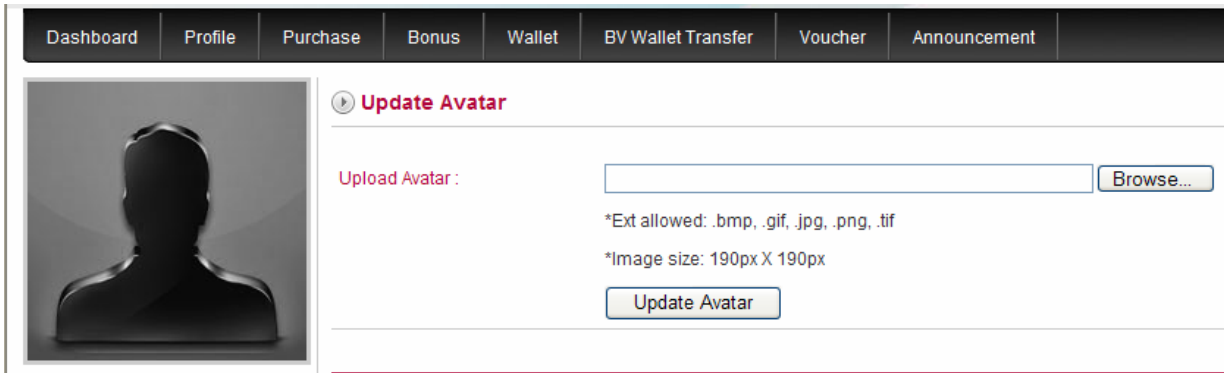 Dashboard Profile Purchase Bonus Wallet BV Wallet Transfer Voucher Announcement
Update Avatar
Upload Avatar : Browse...
*Ext allowed: .bmp, .gif, .jpg, .png, .tif
*Image size: 190px X 190px
Update Avatar